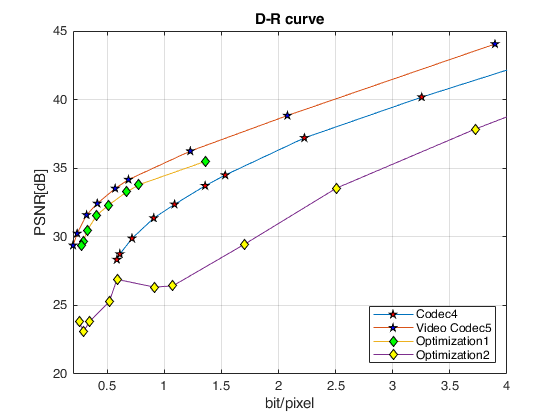 D-R curve
PSNR[dB]
45
40
35
30
25
20
0.5 1 1.5 2 2.5 3 3.5 4
bit/pixel
Codec4
Video Codec5
Optimization1
Optimization2